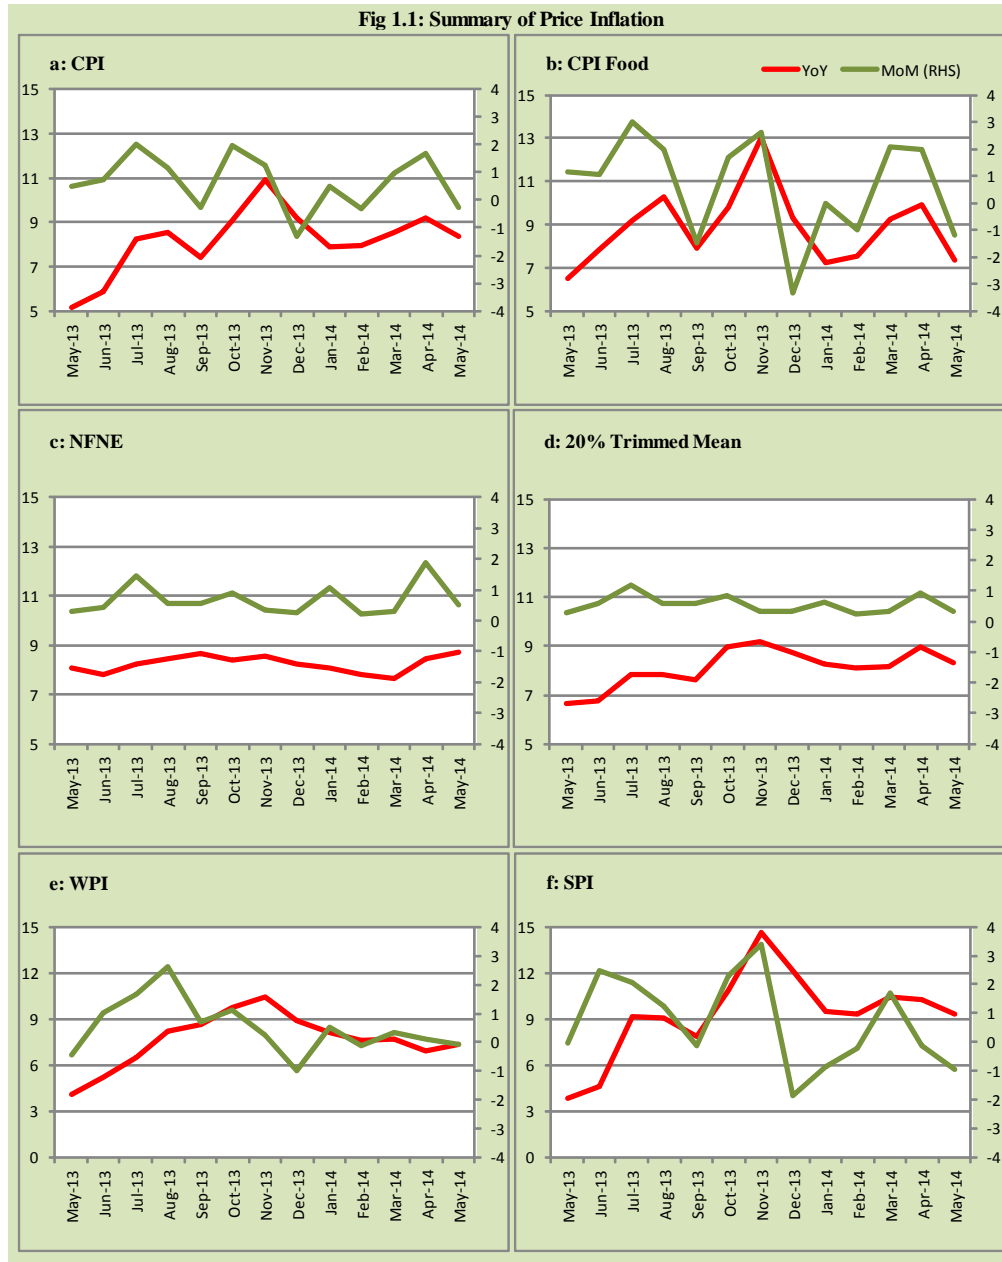 Fig 1.1: Summary of Price Inflation
a: CPI
15
13
11
9
7
5
4
3
2
1
0
-1
-2
-3
-4
May-13
Jun-13
Jul-13
Aug-13
Sep-13
Oct-13
Nov-13
Dec-13
Jan-14
Feb-14
Mar-14
Apr-14
May-14
b: CPI Food
YoY
MoM (RHS)
15
13
11
9
7
5
4
3
2
1
0
-1
-2
-3
-4
May-13
Jun-13
Jul-13
Aug-13
Sep-13
Oct-13
Nov-13
Dec-13
Jan-14
Feb-14
Mar-14
Apr-14
May-14
c: NFNE
15
13
11
9
7
5
4
3
2
1
0
-1
-2
-3
-4
May-13
Jun-13
Jul-13
Aug-13
Sep-13
Oct-13
Nov-13
Dec-13
Jan-14
Feb-14
Mar-14
Apr-14
May-14
d: 20% Trimmed Mean
15
13
11
9
7
5
4
3
2
1
0
-1
-2
-3
-4
May-13
Jun-13
Jul-13
Aug-13
Sep-13
Oct-13
Nov-13
Dec-13
Jan-14
Feb-14
Mar-14
Apr-14
May-14
e: WPI
15
12
9
6
3
0
4
3
2
1
0
-1
-2
-3
-4
May-13
Jun-13
Jul-13
Aug-13
Sep-13
Oct-13
Nov-13
Dec-13
Jan-14
Feb-14
Mar-14
Apr-14
May-14
f: SPI
15
12
9
6
3
0
4
3
2
1
0
-1
-2
-3
-4
May-13
Jun-13
Jul-13
Aug-13
Sep-13
Oct-13
Nov-13
Dec-13
Jan-14
Feb-14
Mar-14
Apr-14
May-14